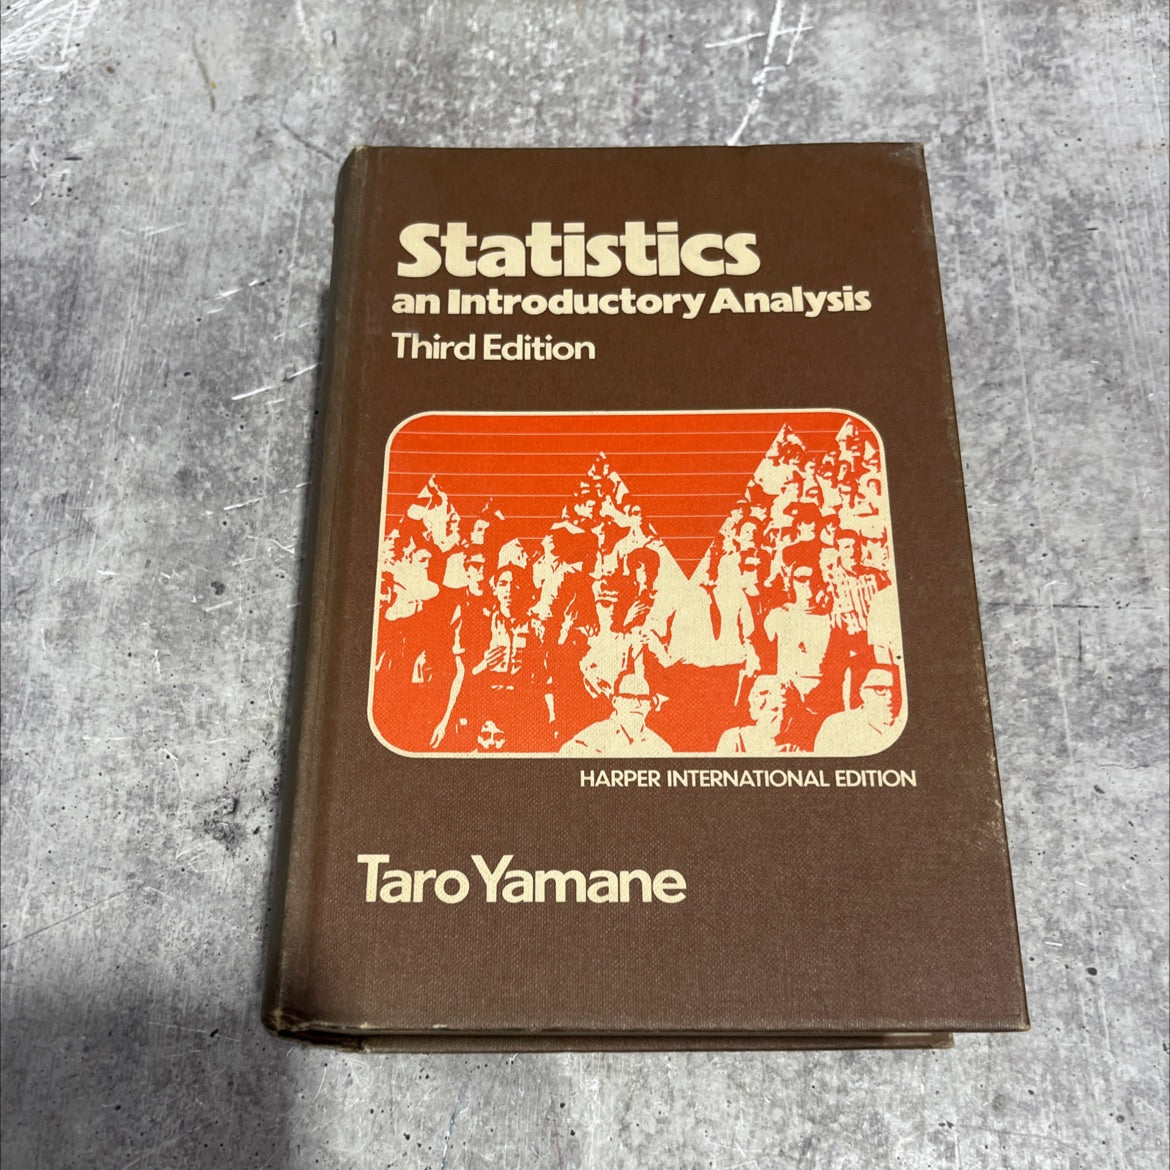 Statistics
an Introductory Analysis
Third Edition
HARPER INTERNATIONAL EDITION
Taro Yamane